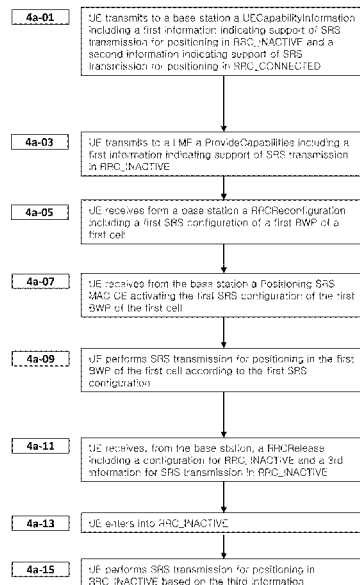 4a-01
UE transmits to a base station a UECapabilityInformation
including a first information indicating support of SRS
transmission for positioning in RRC_INACTIVE and a
second information indicating support of SRS
transmission for positioning in RRC_CONNECTED
4a-03
UE transmits to a LMF a ProvideCapabilities including a
first information indicating support of SRS transmission
in RRC_INACTIVE
4a-05
UE receives form a base station a RRCReconfiguration
including a first SRS configuration of a first BWP of a
first cell
4a-07
UE receives from the base station a Positioning SRS
MAC CE activating the first SRS configuration of the first
BWP of the first cell
4a-09
UE performs SRS transmission for positioning in the first
BWP of the first cell according to the first SRS
configuration
4a-11
UE receives, from the base station, a RRCRelease
including a configuration for RRC_INACTIVE and a 3rd
information for SRS transmission in RRC_INACTIVE
4a-13
UE enters into RRC_INACTIVE
4a-15
UE performs SRS transmission for positioning in
RRC_INACTIVE based on the third information